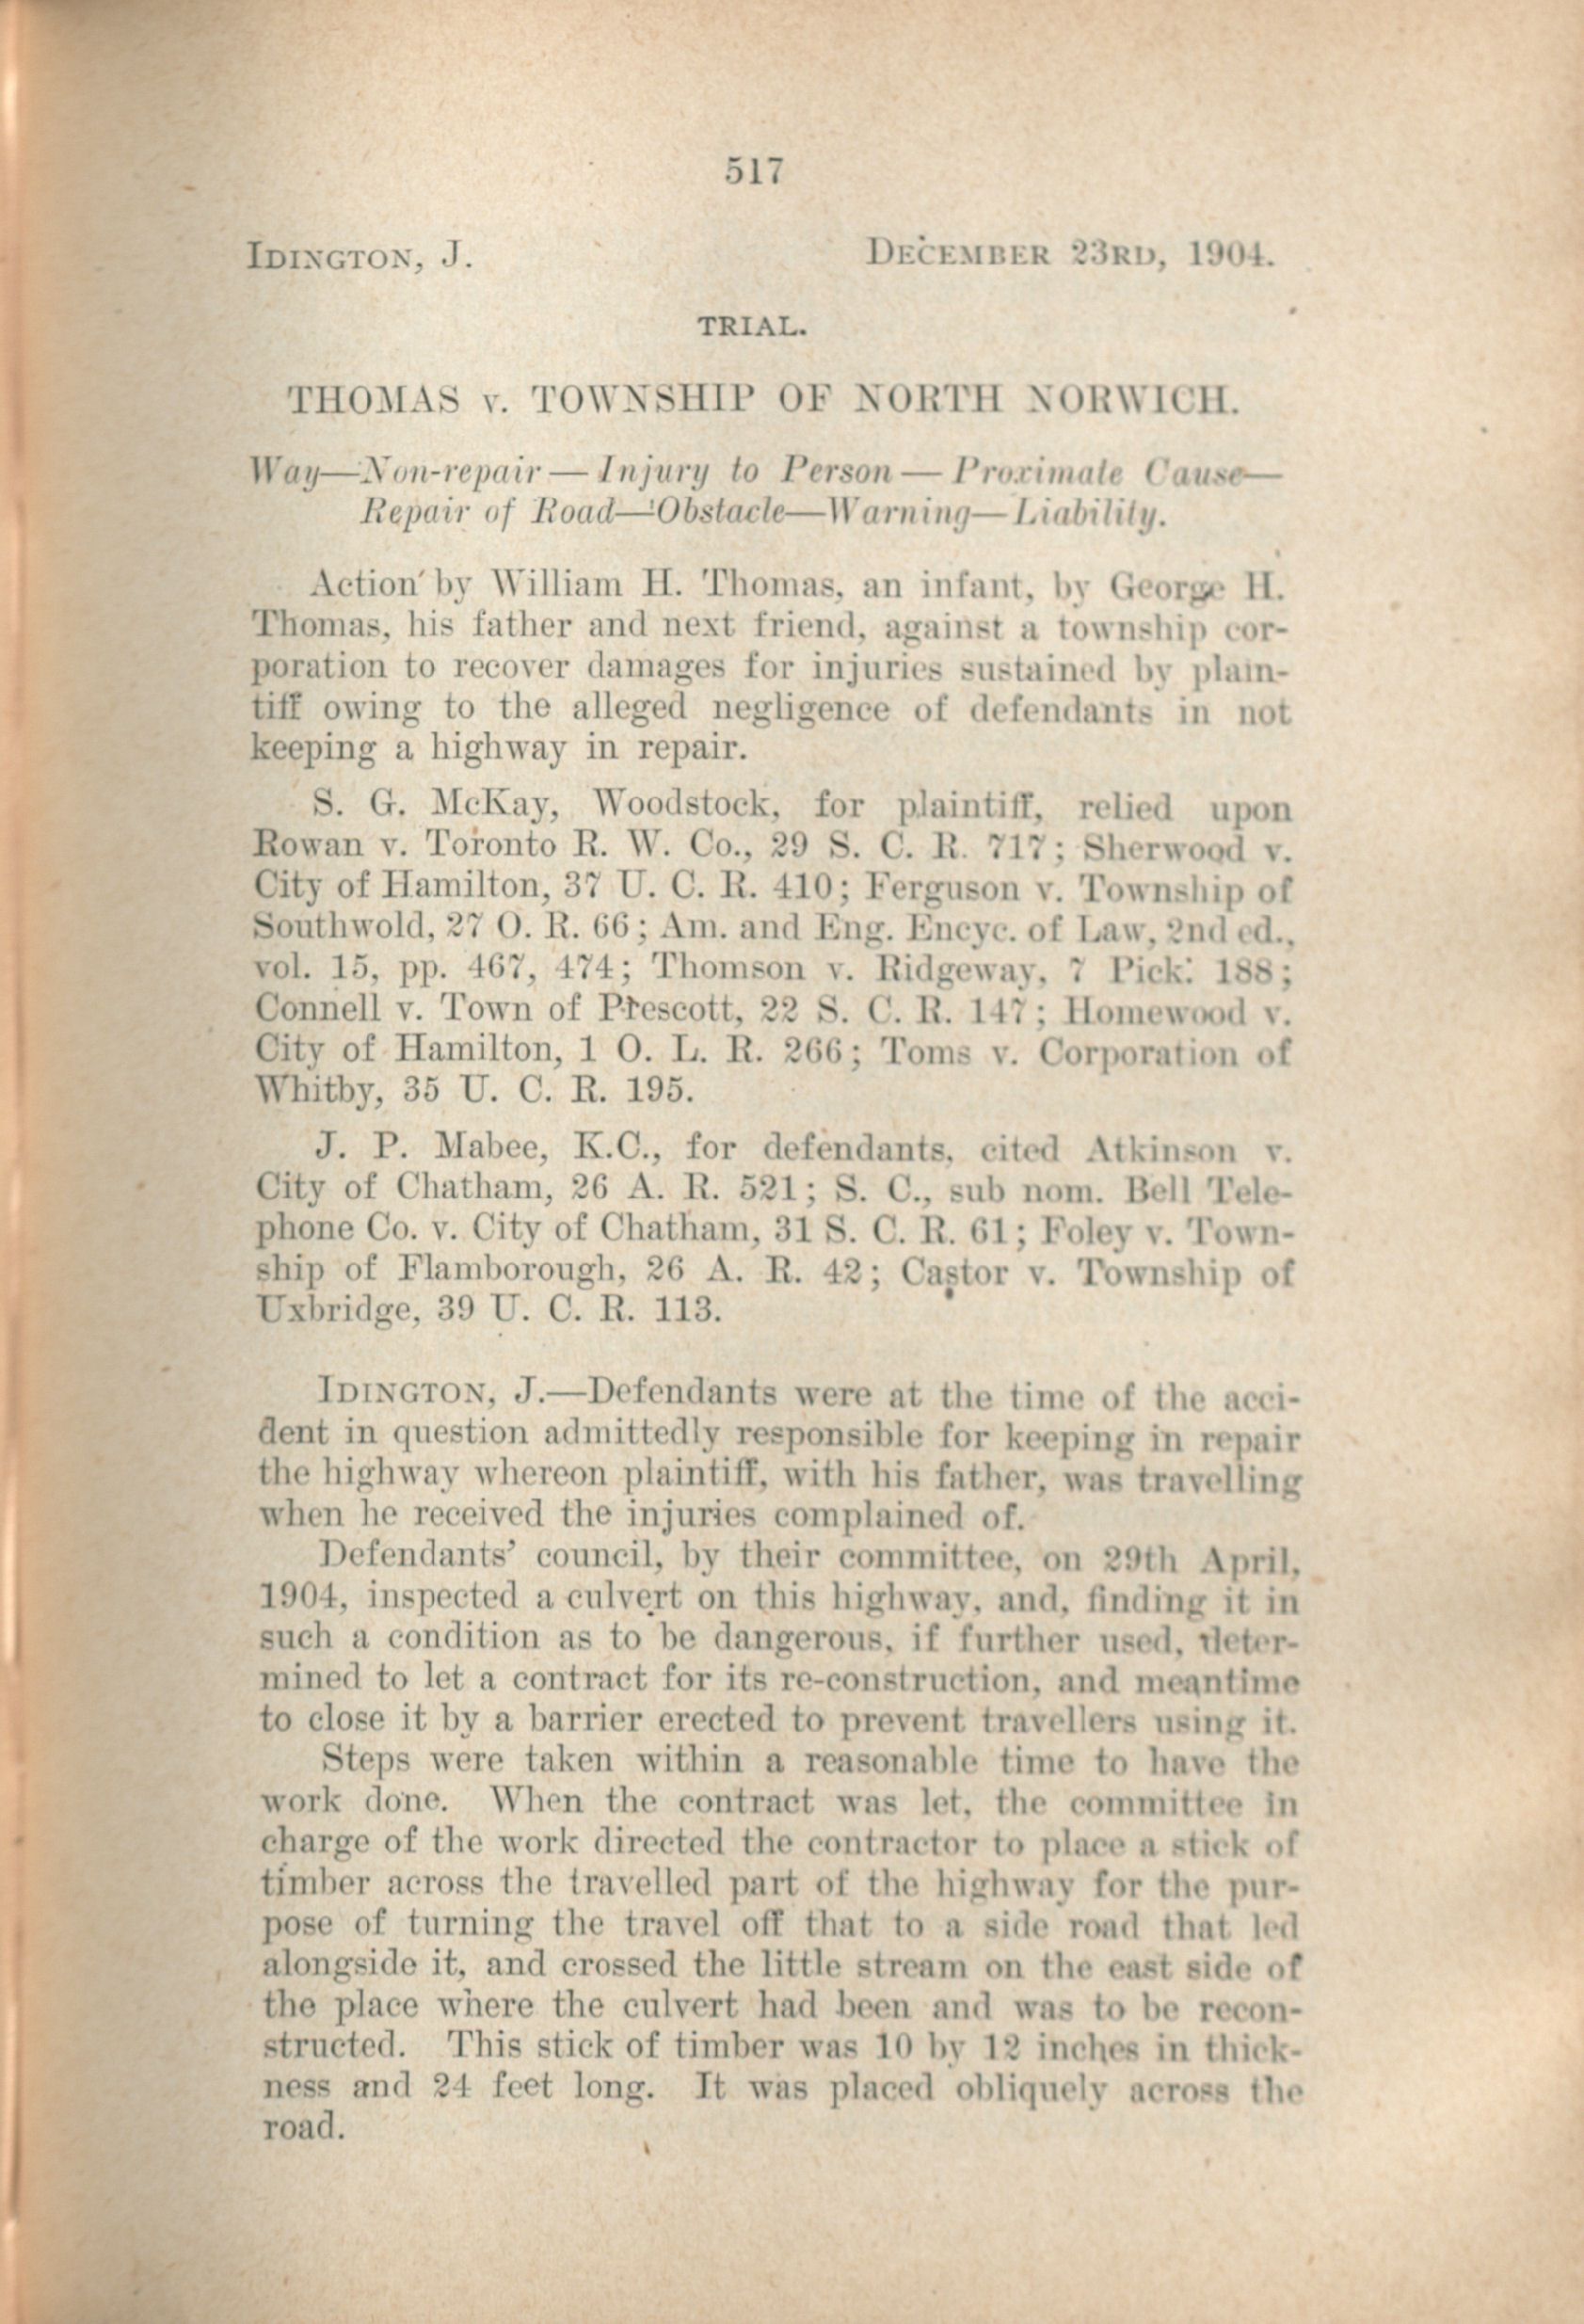 517
IDINGTON, J. DECEMBER 23RD, 1904.
TRIAL.
THOMAS v. TOWNSHIP OF NORTH NORWICH.
Way—Non-repair — Injury to Person — Proximate Cause—
Repair of Road—Obstacle—Warning—Liability.
Action by William H. Thomas, an infant, by George H.
Thomas, his father and next friend, against a township cor-
poration to recover damages for injuries sustained by plain-
tiff owing to the alleged negligence of defendants in not
keeping a highway in repair.
S. G. McKay, Woodstock, for plaintiff, relied upon
Rowan v. Toronto R. W. Co., 29 S. C. R. 717; Sherwood v.
City of Hamilton, 37 U. C. R. 410; Ferguson v. Township of
Southwold, 27 O. R. 66; Am. and Eng. Encyc. of Law, 2nd ed.,
vol. 15, pp. 467, 474; Thomson v. Ridgeway, 7 Pick. 188;
Connell v. Town of Prescott, 22 S. C. R. 147; Homewood v.
City of Hamilton, 1 O. L. R. 266; Toms v. Corporation of
Whitby, 35 U. C. R. 195.
J. P. Mabee, K.C., for defendants, cited Atkinson v.
City of Chatham, 26 A. R. 521; S. C., sub nom. Bell Tele-
phone Co. v. City of Chatham, 31 S. C. R. 61; Foley v. Town-
ship of Flamborough, 26 A. R. 42; Castor v. Township of
Uxbridge, 39 U. C. R. 113.
IDINGTON, J.—Defendants were at the time of the acci-
dent in question admittedly responsible for keeping in repair
the highway whereon plaintiff, with his father, was travelling
when he received the injuries complained of.
Defendants' council, by their committee, on 29th April,
1904, inspected a culvert on this highway, and, finding it in
such a condition as to be dangerous, if further used, deter-
mined to let a contract for its re-construction, and meantime
to close it by a barrier erected to prevent travellers using it.
Steps were taken within a reasonable time to have the
work done. When the contract was let, the committee in
charge of the work directed the contractor to place a stick of
timber across the travelled part of the highway for the pur-
pose of turning the travel off that to a side road that led
alongside it, and crossed the little stream on the east side of
the place where the culvert had been and was to be recon-
structed. This stick of timber was 10 by 12 inches in thick-
ness and 24 feet long. It was placed obliquely across the
road.